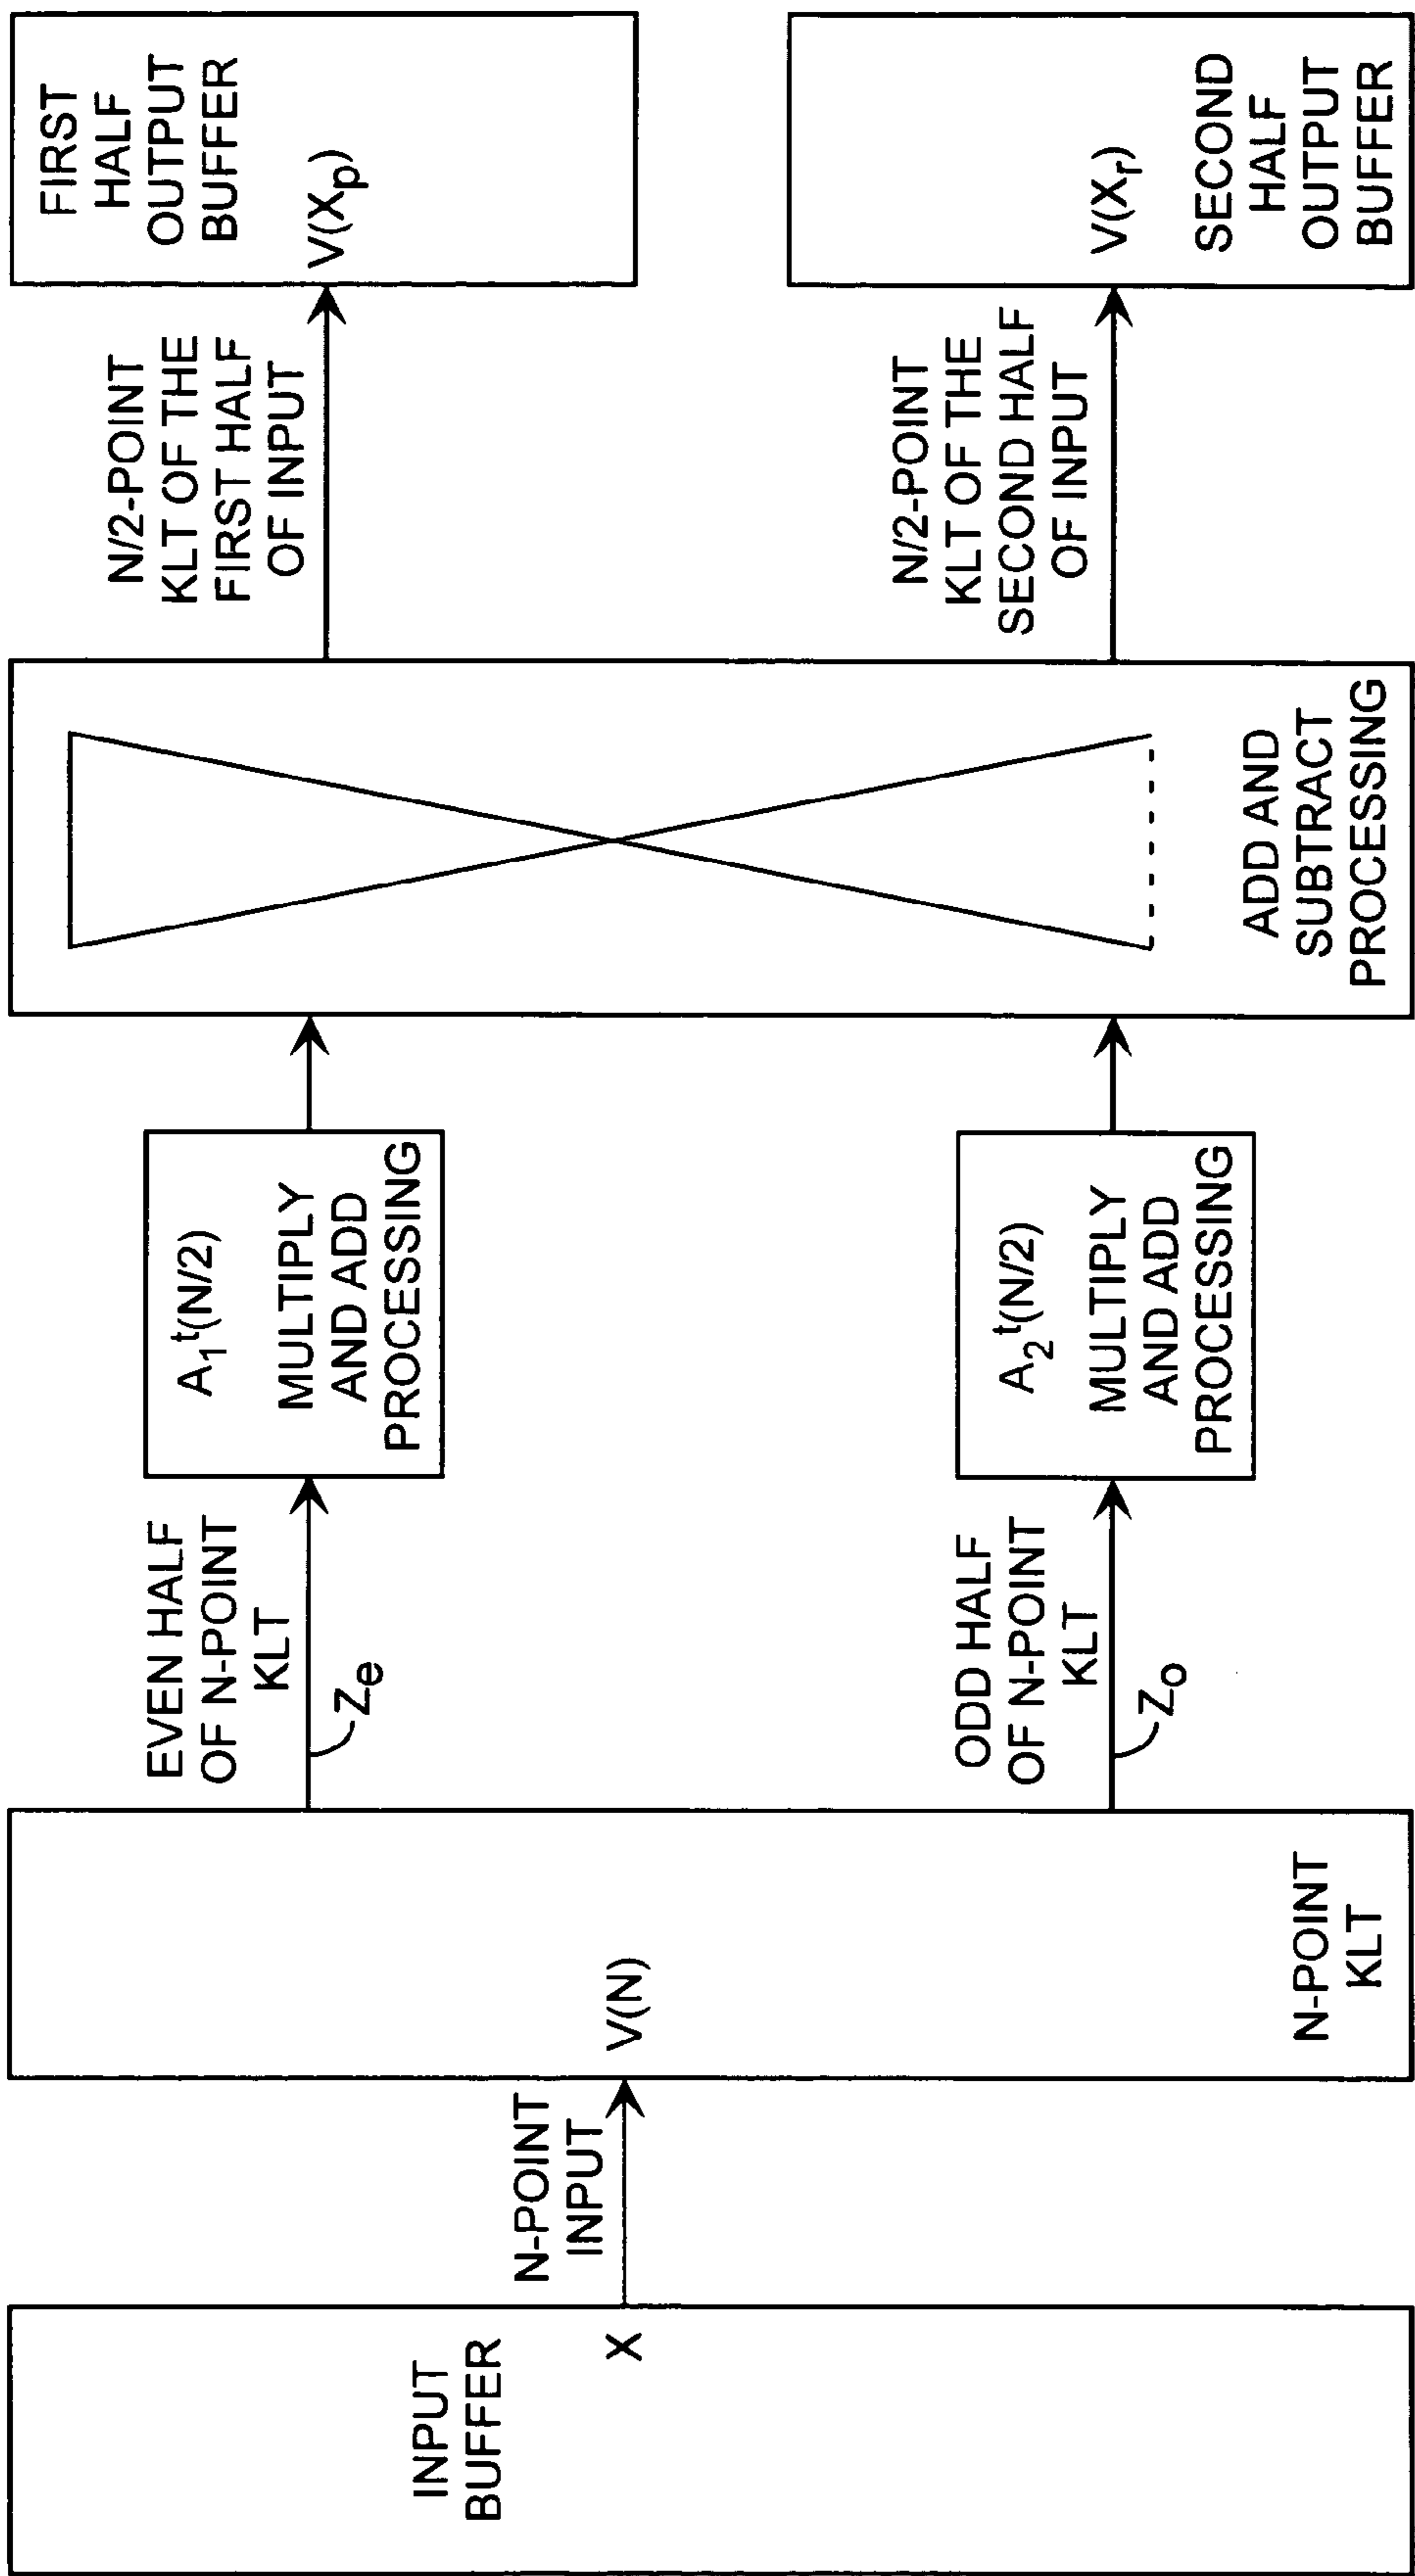 INPUT
BUFFER
X
N-POINT
INPUT
V(N)
N-POINT
KLT
EVEN HALF
OF N-POINT
KLT
Ze
ODD HALF
OF N-POINT
KLT
Zo
A1t(N/2)
MULTIPLY
AND ADD
PROCESSING
A2t(N/2)
MULTIPLY
AND ADD
PROCESSING
ADD AND
SUBTRACT
PROCESSING
N/2-POINT
KLT OF THE
FIRST HALF
OF INPUT
N/2-POINT
KLT OF THE
SECOND HALF
OF INPUT
FIRST
HALF
OUTPUT
BUFFER
V(Xp)
V(Xr)
SECOND
HALF
OUTPUT
BUFFER